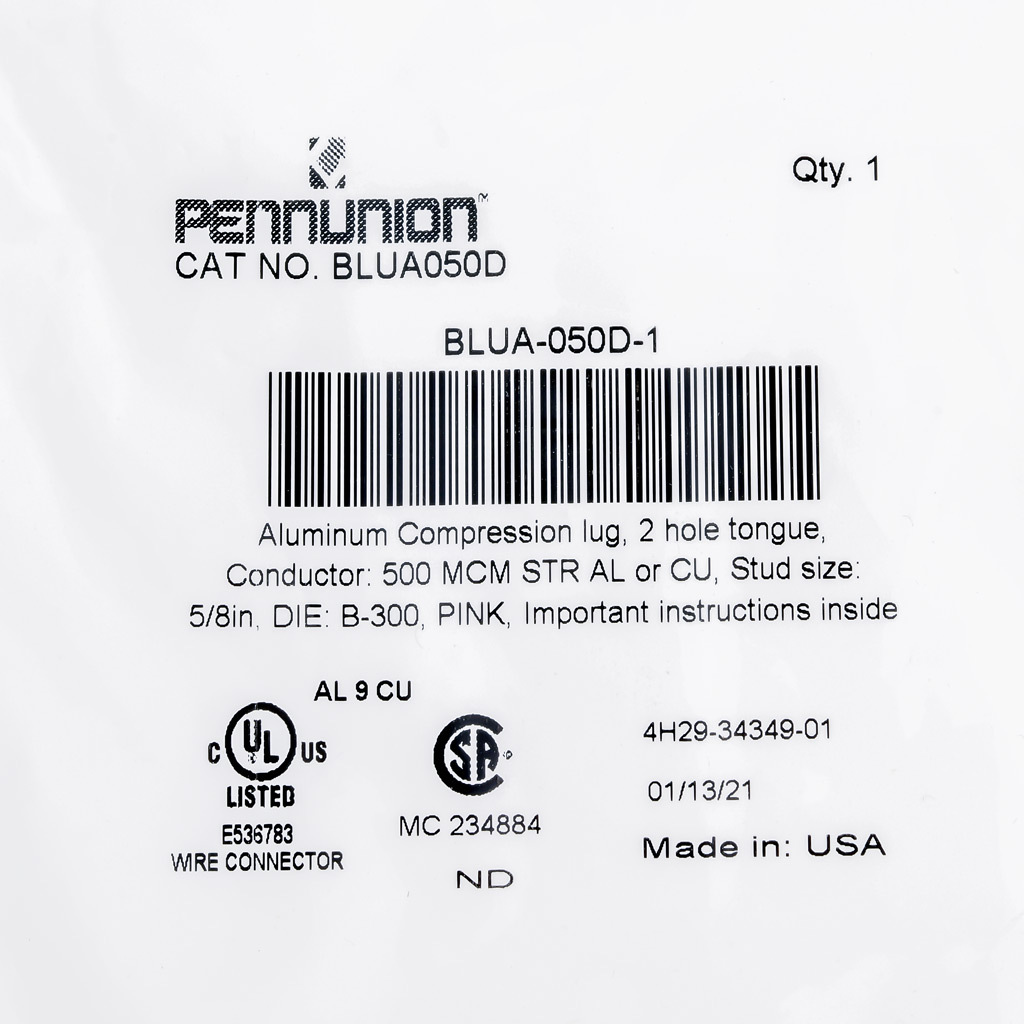 Qty. 1
PENNUNION™
CAT NO. BLUA050D
BLUA-050D-1
Aluminum Compression lug, 2 hole tongue,
Conductor: 500 MCM STR AL or CU, Stud size:
5/8in, DIE: B-300, PINK, Important instructions inside
AL 9 CU
C UL US
LISTED
E536783
WIRE CONNECTOR
SA
MC 234884
ND
4H29-34349-01
01/13/21
Made in: USA